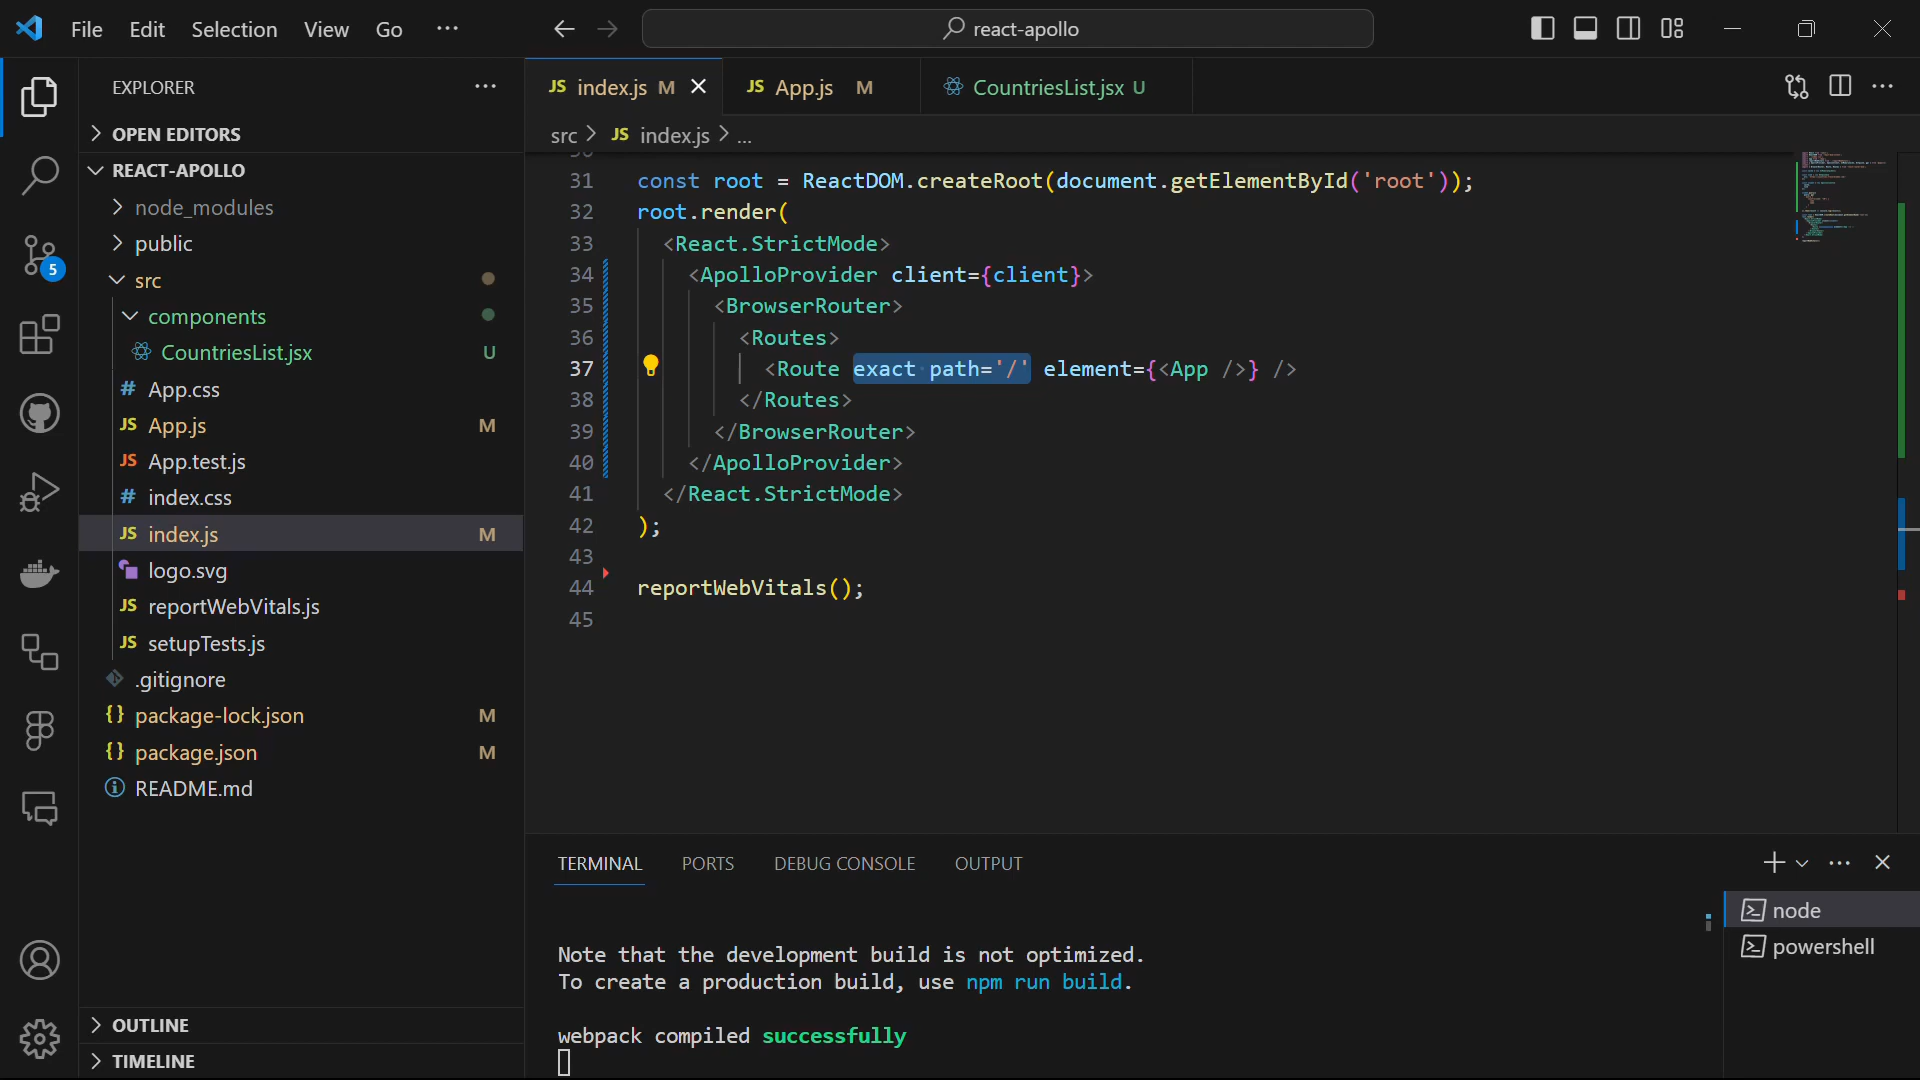 File Edit Selection View Go ···
react-apollo
EXPLORER
OPEN EDITORS
REACT-APOLLO
node_modules
public
src
components
CountriesList.jsx U
App.css
App.js M
App.test.js
index.css
index.js M
logo.svg
reportWebVitals.js
setupTests.js
.gitignore
package-lock.json M
package.json M
README.md
OUTLINE
TIMELINE
5
JS index.js M
JS App.js M
CountriesList.jsx U
src > JS index.js > ...
31 const root = ReactDOM.createRoot(document.getElementById('root'));
32 root.render(
33 <React.StrictMode>
34 <ApolloProvider client={client}>
35 <BrowserRouter>
36 <Routes>
37 <Route exact path='/' element={<App />} />
38 </Routes>
39 </BrowserRouter>
40 </ApolloProvider>
41 </React.StrictMode>
42 );
43
44 reportWebVitals();
45
TERMINAL PORTS DEBUG CONSOLE OUTPUT
Note that the development build is not optimized.
To create a production build, use npm run build.
webpack compiled successfully
node
powershell